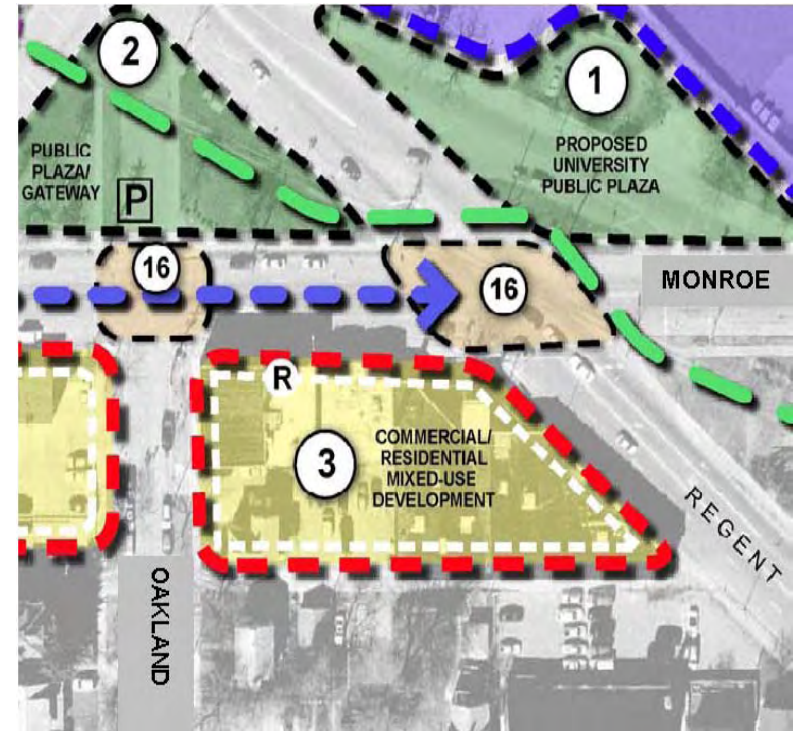 2
1
PUBLIC
PLAZA/
GATEWAY
P
PROPOSED
UNIVERSITY
PUBLIC PLAZA
16
16
MONROE
R
3
COMMERCIAL/
RESIDENTIAL
MIXED-USE
DEVELOPMENT
REGENT
OAKLAND